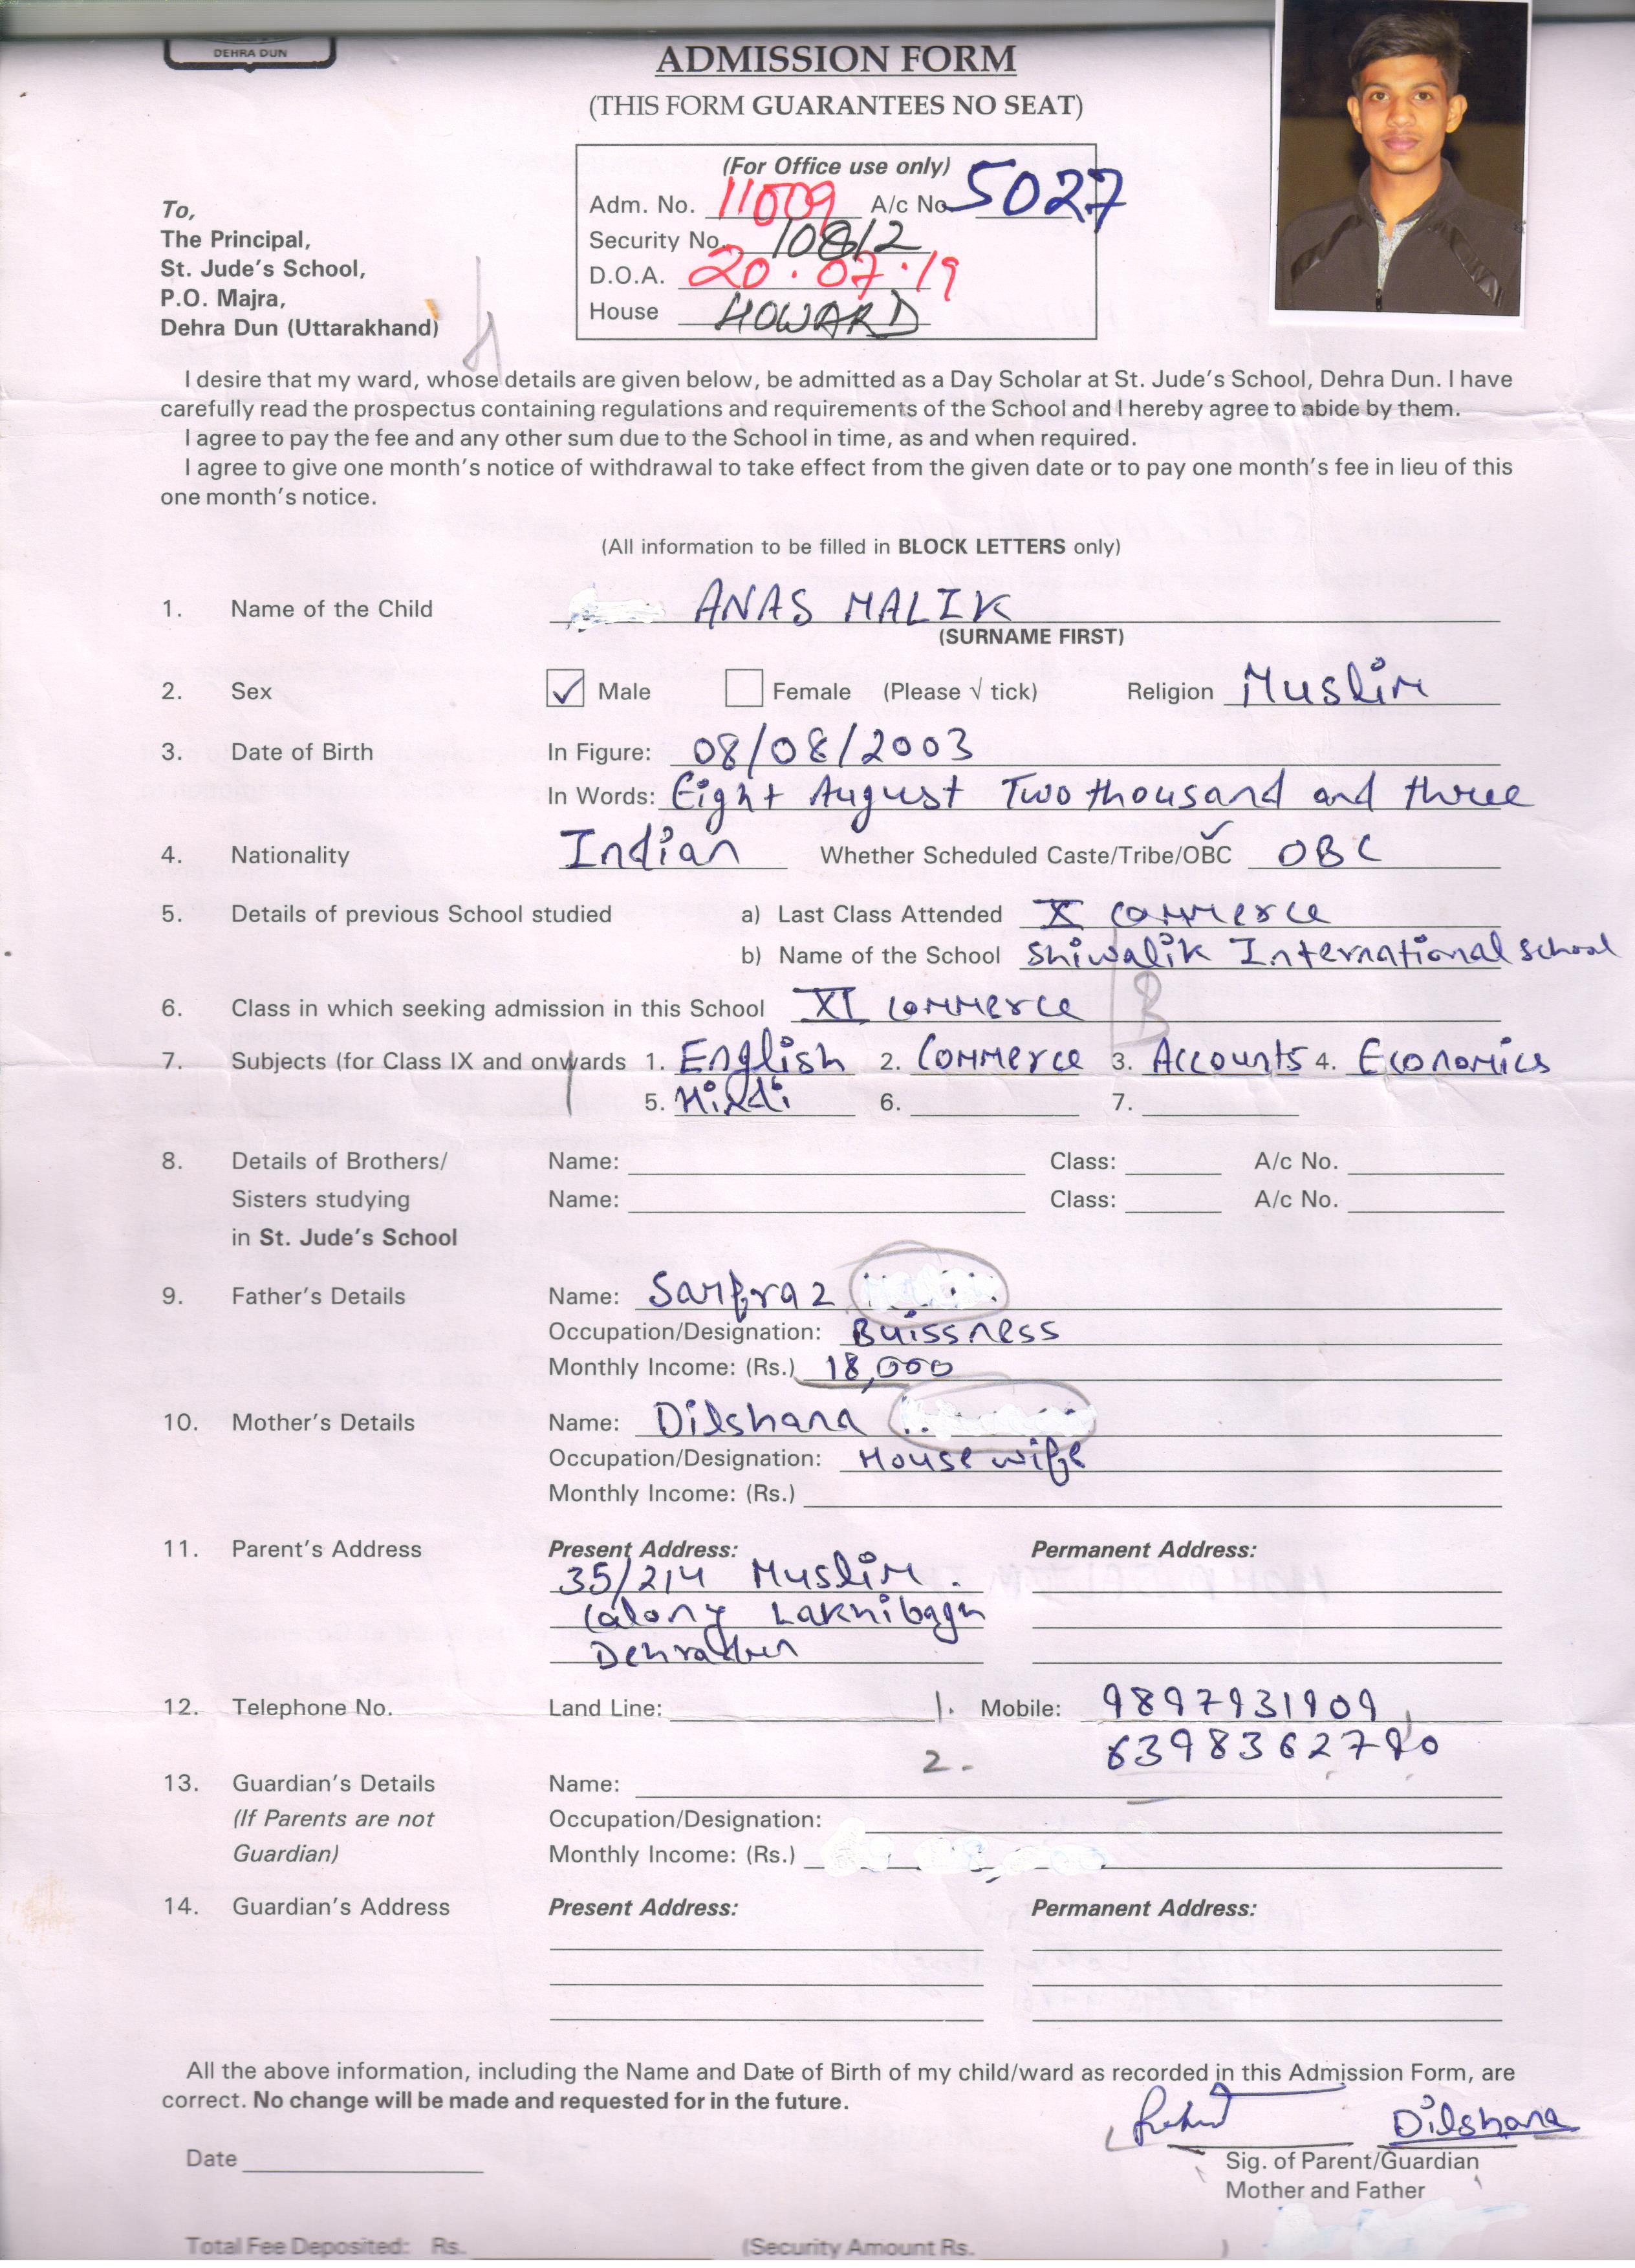 DEHRA DUN
ADMISSION FORM
(THIS FORM GUARANTEES NO SEAT)
(For Office use only)
Adm. No. 11009 A/c No. 5027
Security No. 10812
D.O.A. 20.07.19
House HOWARD
To,
The Principal,
St. Jude's School,
P.O. Majra,
Dehra Dun (Uttarakhand)
I desire that my ward, whose details are given below, be admitted as a Day Scholar at St. Jude's School, Dehra Dun. I have
carefully read the prospectus containing regulations and requirements of the School and I hereby agree to abide by them.
I agree to pay the fee and any other sum due to the School in time, as and when required.
I agree to give one month's notice of withdrawal to take effect from the given date or to pay one month's fee in lieu of this
one month's notice.
(All information to be filled in BLOCK LETTERS only)
1. Name of the Child ANAS MALIK
(SURNAME FIRST)
2. Sex ✓ Male Female (Please √ tick) Religion Muslim
3. Date of Birth In Figure: 08/08/2003
In Words: Eight August Two thousand and three
4. Nationality Indian Whether Scheduled Caste/Tribe/OBC ✓ OBC
5. Details of previous School studied a) Last Class Attended X Commerce
b) Name of the School Shiwalik International School
6. Class in which seeking admission in this School XI Commerce B
7. Subjects (for Class IX and onwards 1. English 2. Commerce 3. Accounts 4. Economics
5. Hindi 6. 7.
8. Details of Brothers/ Name: Class: A/c No.
Sisters studying Name: Class: A/c No.
in St. Jude's School
9. Father's Details Name: Sarfraz
Occupation/Designation: Buissness
Monthly Income: (Rs.) 18,000
10. Mother's Details Name: Dilshana
Occupation/Designation: House wife
Monthly Income: (Rs.)
11. Parent's Address Present Address: Permanent Address:
35/214 Muslim
Colony Lakhibagh
Dehradun
12. Telephone No. Land Line: 1. Mobile: 9897931909,
2. 6398362790
13. Guardian's Details Name:
(If Parents are not Occupation/Designation:
Guardian) Monthly Income: (Rs.)
14. Guardian's Address Present Address: Permanent Address:
All the above information, including the Name and Date of Birth of my child/ward as recorded in this Admission Form, are
correct. No change will be made and requested for in the future.
Dilshana
Date Sig. of Parent/Guardian
Mother and Father
Total Fee Deposited: Rs. (Security Amount Rs. )